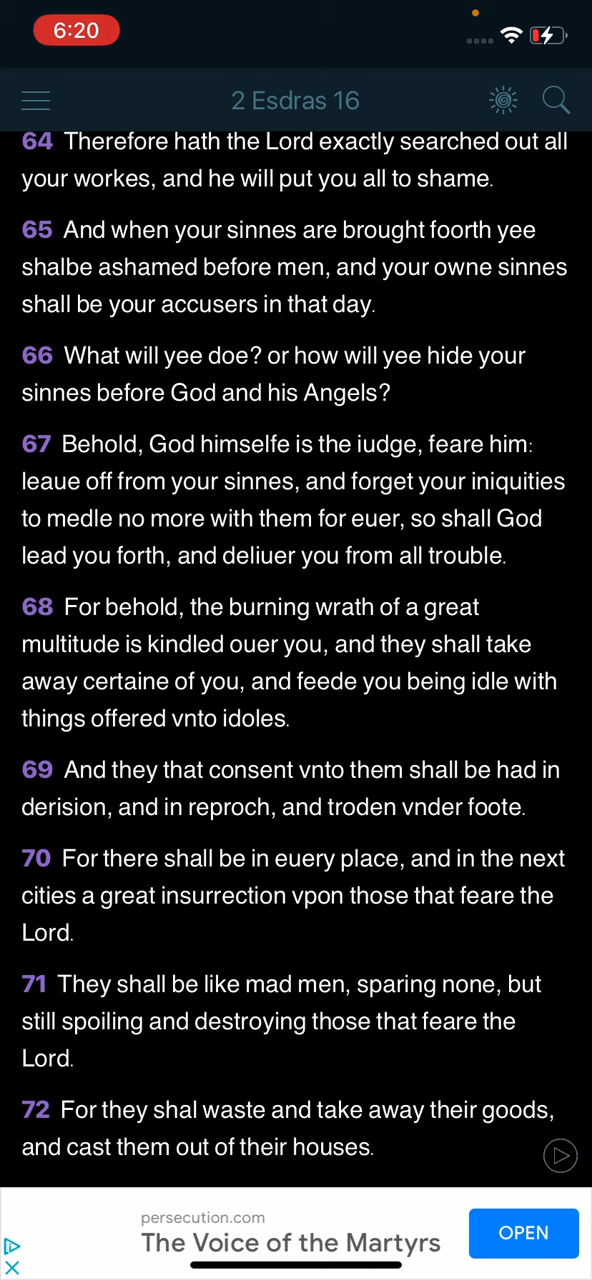 6:20
2 Esdras 16
64 Therefore hath the Lord exactly searched out all
your workes, and he will put you all to shame.
65 And when your sinnes are brought foorth yee
shalbe ashamed before men, and your owne sinnes
shall be your accusers in that day.
66 What will yee doe? or how will yee hide your
sinnes before God and his Angels?
67 Behold, God himselfe is the iudge, feare him:
leaue off from your sinnes, and forget your iniquities
to medle no more with them for euer, so shall God
lead you forth, and deliuer you from all trouble.
68 For behold, the burning wrath of a great
multitude is kindled ouer you, and they shall take
away certaine of you, and feede you being idle with
things offered vnto idoles.
69 And they that consent vnto them shall be had in
derision, and in reproch, and troden vnder foote.
70 For there shall be in euery place, and in the next
cities a great insurrection vpon those that feare the
Lord.
71 They shall be like mad men, sparing none, but
still spoiling and destroying those that feare the
Lord.
72 For they shal waste and take away their goods,
and cast them out of their houses.
persecution.com
The Voice of the Martyrs
OPEN